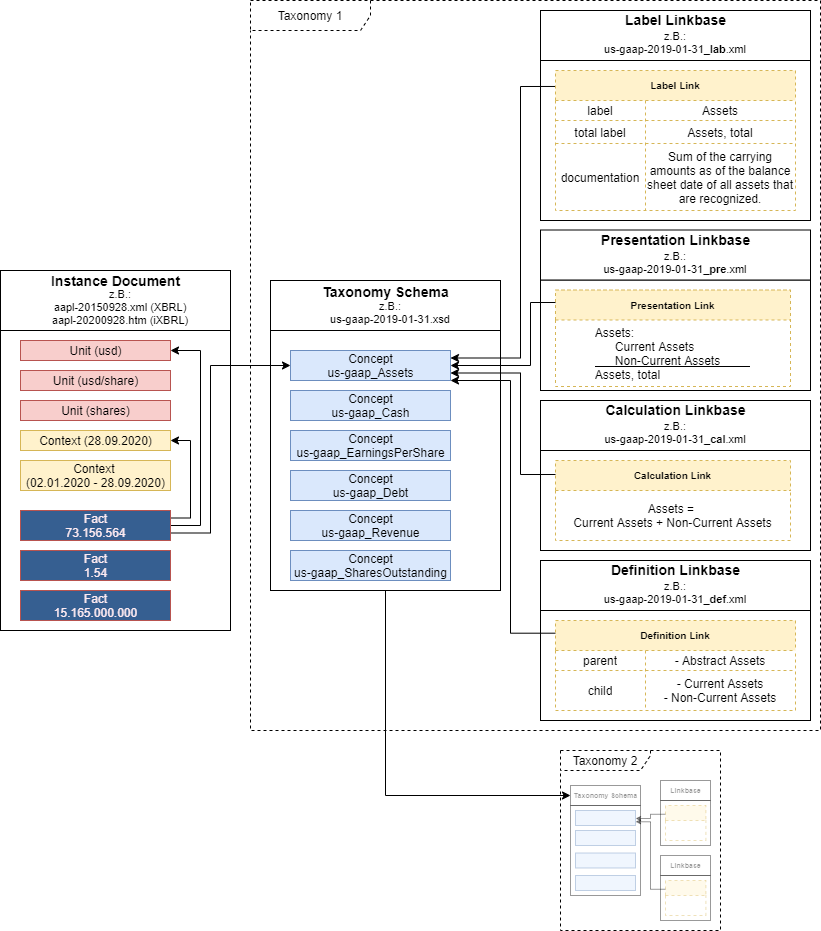 Taxonomy 1
Label Linkbase
z.B.:
us-gaap-2019-01-31_lab.xml
Label Link
label
Assets
total label
Assets, total
documentation
Sum of the carrying
amounts as of the balance
sheet date of all assets that
are recognized.
Presentation Linkbase
z.B.:
us-gaap-2019-01-31_pre.xml
Presentation Link
Assets:
Current Assets
Non-Current Assets
Assets, total
Calculation Linkbase
z.B.:
us-gaap-2019-01-31_cal.xml
Calculation Link
Assets =
Current Assets + Non-Current Assets
Definition Linkbase
z.B.:
us-gaap-2019-01-31_def.xml
Definition Link
parent
- Abstract Assets
child
- Current Assets
- Non-Current Assets
Instance Document
z.B.:
aapl-20150928.xml (XBRL)
aapl-20200928.htm (iXBRL)
Unit (usd)
Unit (usd/share)
Unit (shares)
Context (28.09.2020)
Context
(02.01.2020 - 28.09.2020)
Fact
73.156.564
Fact
1.54
Fact
15.165.000.000
Taxonomy Schema
z.B.:
us-gaap-2019-01-31.xsd
Concept
us-gaap_Assets
Concept
us-gaap_Cash
Concept
us-gaap_EarningsPerShare
Concept
us-gaap_Debt
Concept
us-gaap_Revenue
Concept
us-gaap_SharesOutstanding
Taxonomy 2
Taxonomy Schema
Linkbase
Linkbase